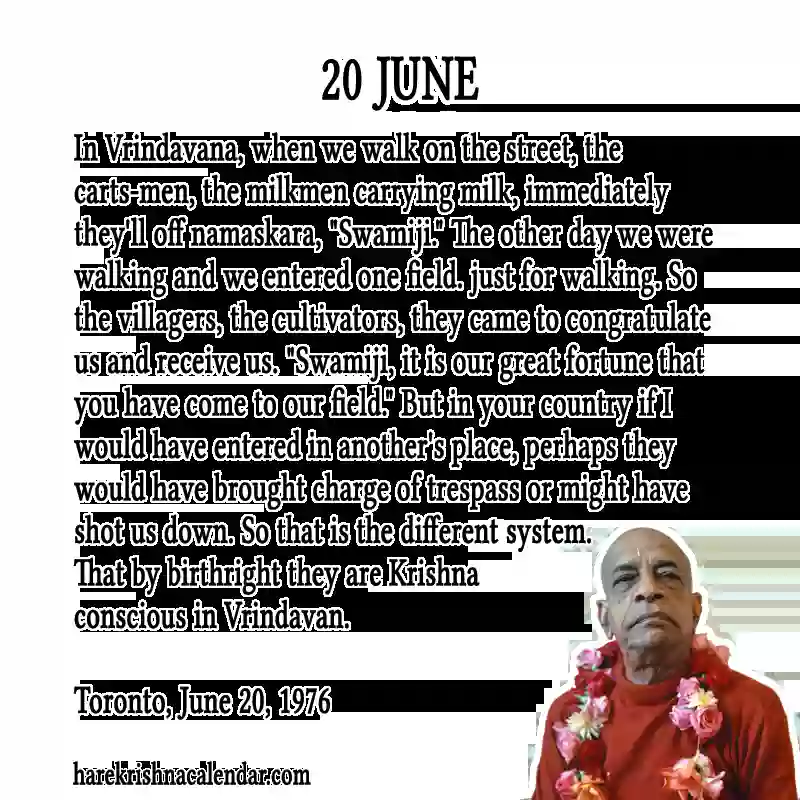 20 JUNE
In Vrindavana, when we walk on the street, the
carts-men, the milkmen carrying milk, immediately
they'll off namaskara, "Swamiji." The other day we were
walking and we entered one field. just for walking. So
the villagers, the cultivators, they came to congratulate
us and receive us. "Swamiji, it is our great fortune that
you have come to our field." But in your country if I
would have entered in another's place, perhaps they
would have brought charge of trespass or might have
shot us down. So that is the different system.
That by birthright they are Krishna
conscious in Vrindavan.
Toronto, June 20, 1976
harekrishnacalendar.com